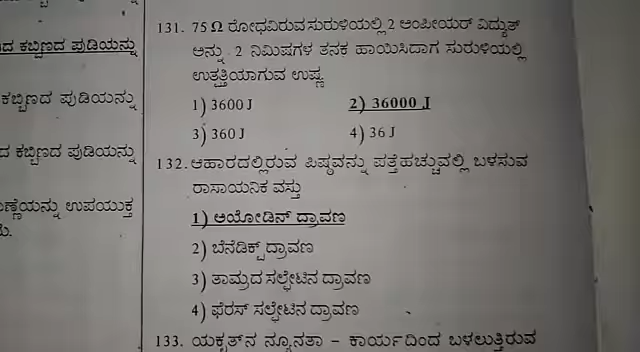 ದ ಕಬ್ಬಿಣದ ಪುಡಿಯನ್ನು
ಕಬ್ಬಿಣದ ಪುಡಿಯನ್ನು
ದ ಕಬ್ಬಿಣದ ಪುಡಿಯನ್ನು
ಉಪಯುಕ್ತ
131. 75 Ω ರೋಧವಿರುವ ಸುರುಳಿಯಲ್ಲಿ 2 ಆಂಪೀಯರ್ ವಿದ್ಯುತ್
ಅನ್ನು 2 ನಿಮಿಷಗಳ ತನಕ ಹಾಯಿಸಿದಾಗ ಸುರುಳಿಯಲ್ಲಿ
ಉತ್ಪತ್ತಿಯಾಗುವ ಉಷ್ಣ
1) 3600 J 2) 36000 J
3) 360 J 4) 36 J
132. ಆಹಾರದಲ್ಲಿರುವ ಪಿಷ್ಠವನ್ನು ಪತ್ತೆಹಚ್ಚುವಲ್ಲಿ ಬಳಸುವ
ರಾಸಾಯನಿಕ ವಸ್ತು
1) ಅಯೋಡಿನ್ ದ್ರಾವಣ
2) ಬೆನೆಡಿಕ್ಟ್ ದ್ರಾವಣ
3) ತಾಮ್ರದ ಸಲ್ಫೇಟಿನ ದ್ರಾವಣ
4) ಫೆರಸ್ ಸಲ್ಫೇಟಿನ ದ್ರಾವಣ
133. ಯಕೃತ್‌ನ ನ್ಯೂನತಾ – ಕಾರ್ಯದಿಂದ ಬಳಲುತ್ತಿರುವ